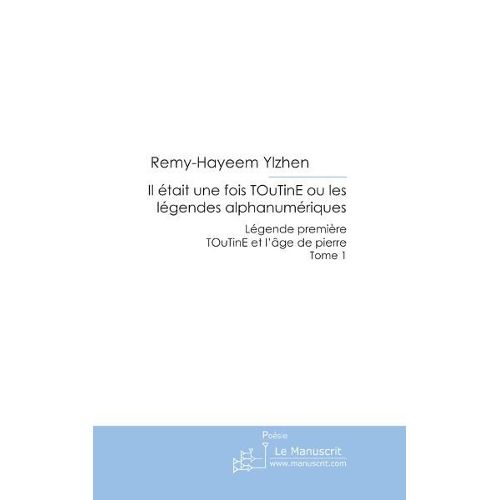 Remy-Hayeem Ylzhen
Il était une fois TOuTinE ou les
légendes alphanumériques
Légende première
TOuTinE et l'âge de pierre
Tome 1
Poésie
Le Manuscrit
www.manuscrit.com